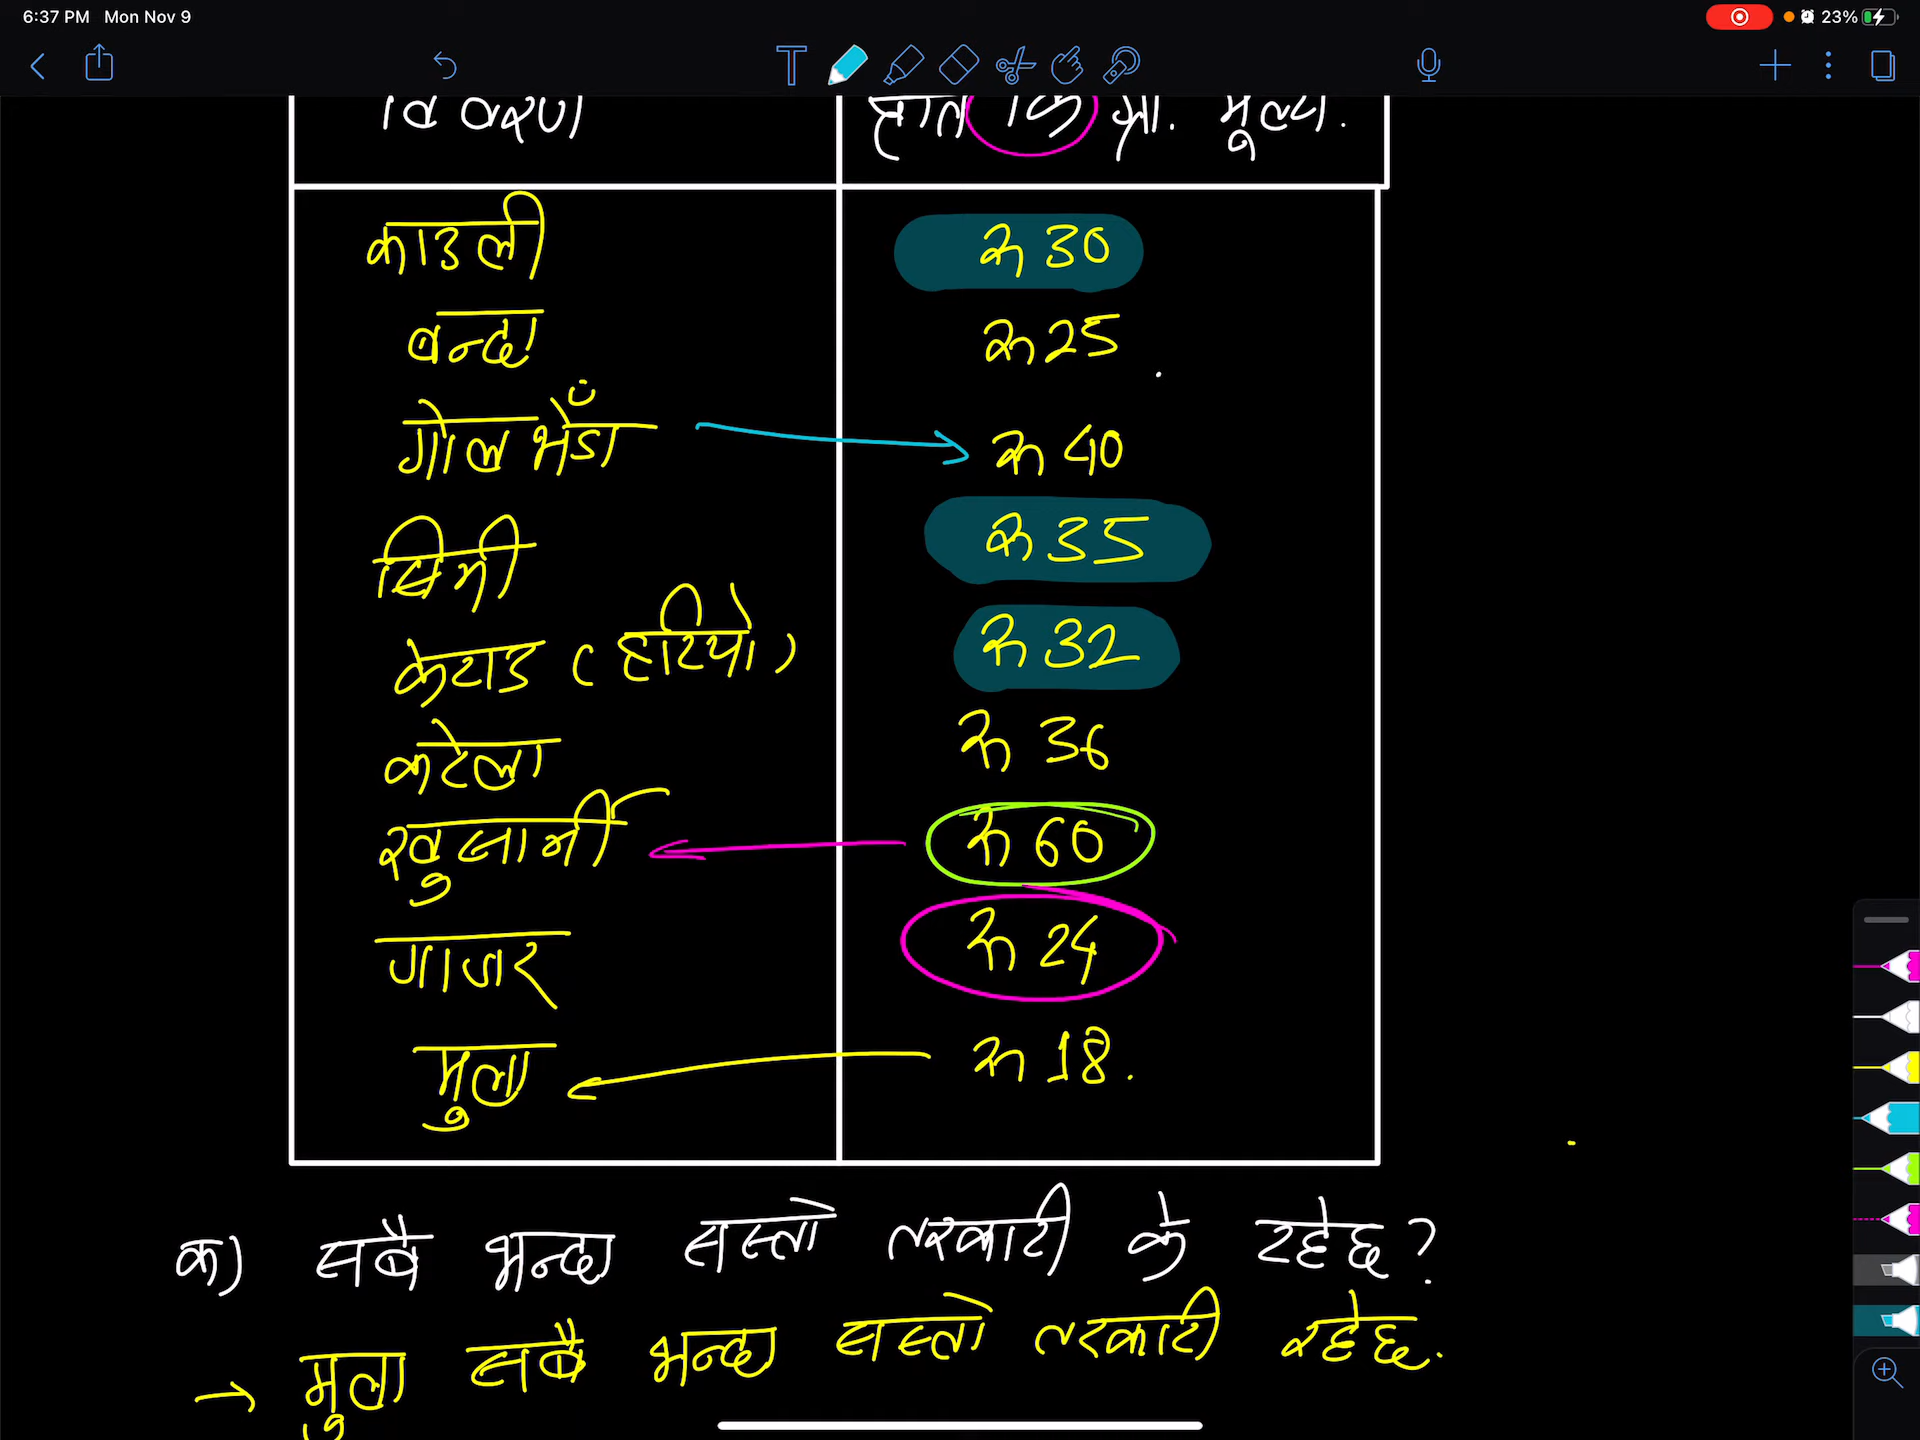 6:37 PM Mon Nov 9 23%
विवरण प्रति कि ग्रा. मूल्य.
काउली रु 30
बन्दा रु 25
गोलभेँडा रु 40
सिमी रु 35
केराउ (हरियो) रु 32
करेला रु 36
खुर्सानी रु 60
गाजर रु 24
मुला रु 18.
क) सबै भन्दा सस्तो तरकारी के रहेछ?
→ मुला सबै भन्दा सस्तो तरकारी रहेछ.